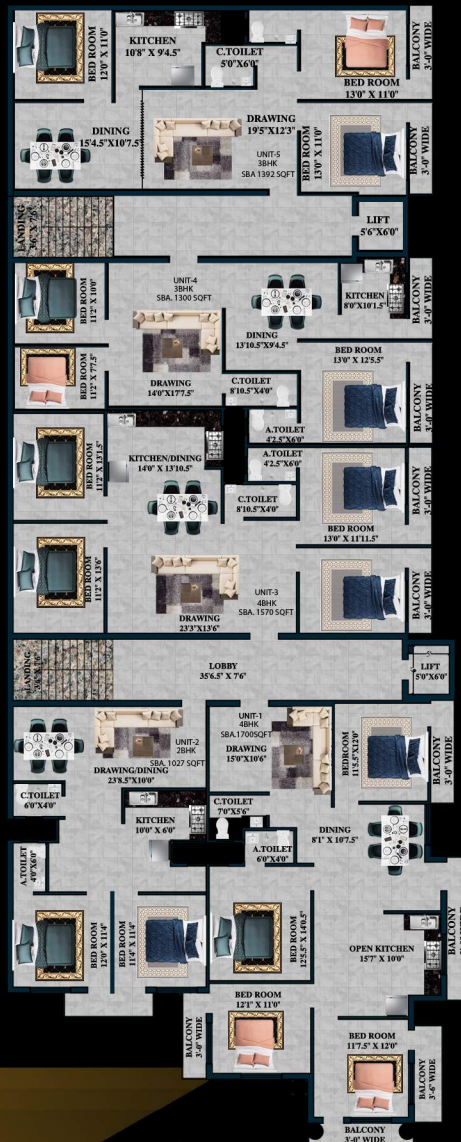 BED ROOM
12'0" X 11'0"
KITCHEN
10'8" X 9'4.5"
C.TOILET
5'0"X6'0"
BED ROOM
13'0" X 11'0"
BALCONY
3'-0" WIDE
DINING
15'4.5"X10'7.5"
DRAWING
19'5"X12'3"
UNIT-5
3BHK
SBA 1392 SQFT
BED ROOM
13'0" X 11'0"
BALCONY
3'-0" WIDE
LANDING
3'6" X 7'6"
LIFT
5'6"X6'0"
BED ROOM
11'2" X 10'0"
UNIT-4
3BHK
SBA. 1300 SQFT
DINING
13'10.5"X9'4.5"
KITCHEN
8'0"X10'1.5"
BALCONY
3'-0" WIDE
BED ROOM
11'2" X 7'7.5"
DRAWING
14'0"X17'7.5"
C.TOILET
8'10.5"X4'0"
BED ROOM
13'0" X 12'5.5"
BALCONY
3'-0" WIDE
A.TOILET
4'2.5"X6'0"
A.TOILET
4'2.5"X6'0"
BED ROOM
11'2" X 13'1.5"
KITCHEN/DINING
14'0" X 13'10.5"
C.TOILET
8'10.5"X4'0"
BED ROOM
13'0" X 11'11.5"
BALCONY
3'-0" WIDE
BED ROOM
11'2" X 13'6"
DRAWING
23'3"X13'6"
UNIT-3
4BHK
SBA. 1570 SQFT
BALCONY
3'-0" WIDE
LANDING
LOBBY
35'6.5" X 7'6"
LIFT
5'0"X6'0"
UNIT-2
2BHK
SBA. 1027 SQFT
DRAWING/DINING
23'8.5"X10'0"
UNIT-1
4BHK
SBA.1700SQFT
DRAWING
15'0"X10'6"
BEDROOM
11'5.5"X12'0"
BALCONY
3'-0" WIDE
C.TOILET
6'0"X4'0"
KITCHEN
10'0" X 6'0"
C.TOILET
7'0"X5'6"
A.TOILET
6'0"X4'0"
DINING
8'1" X 10'7.5"
A.TOILET
4'0"X6'0"
BED ROOM
12'0" X 11'4"
BED ROOM
11'4" X 11'4"
BED ROOM
12'5.5" X 14'0.5"
OPEN KITCHEN
15'7" X 10'0"
BALCONY
BED ROOM
12'1" X 11'0"
BALCONY
3'-0" WIDE
BED ROOM
11'7.5" X 12'0"
BALCONY
3'-6" WIDE
BALCONY
3'-0" WIDE